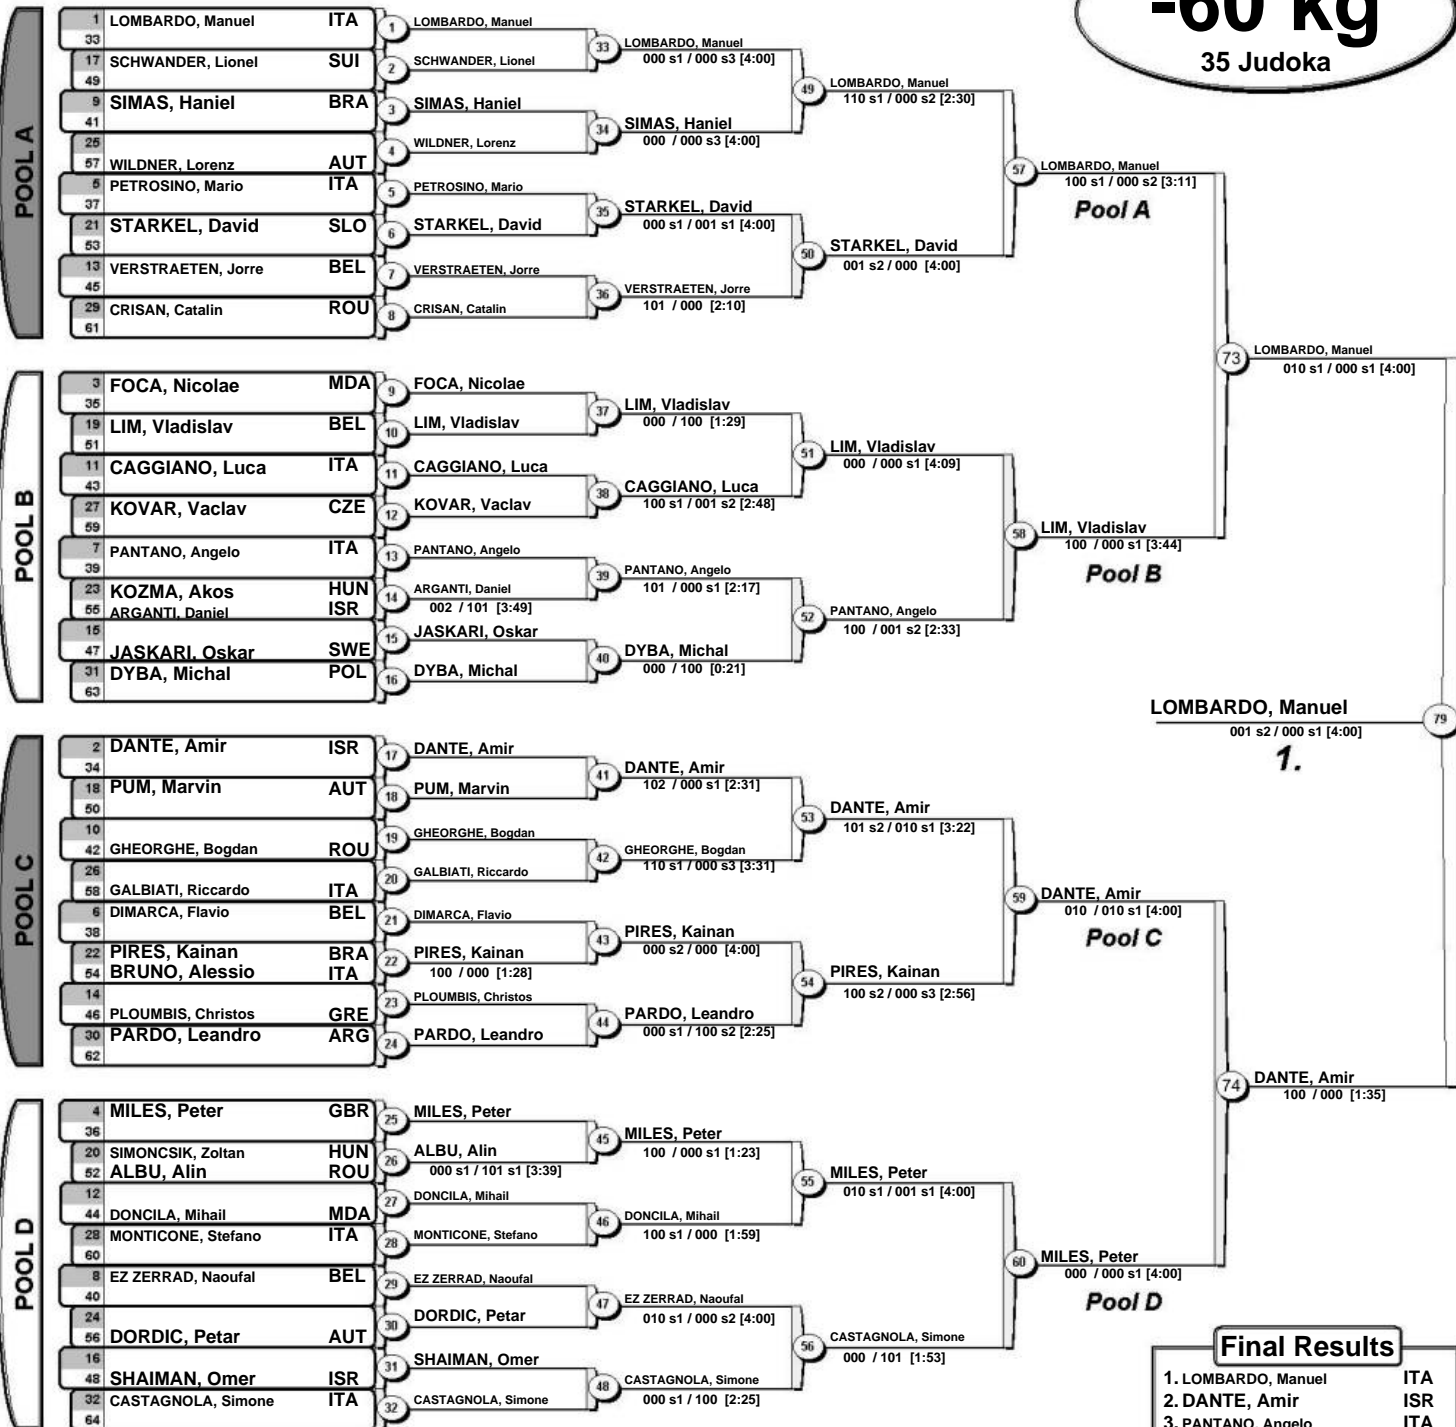 -60 kg
35 Judoka
POOL A
1 LOMBARDO, Manuel ITA
33
17 SCHWANDER, Lionel SUI
49
9 SIMAS, Haniel BRA
41
25
57 WILDNER, Lorenz AUT
5 PETROSINO, Mario ITA
37
21 STARKEL, David SLO
53
13 VERSTRAETEN, Jorre BEL
45
29 CRISAN, Catalin ROU
61
1 LOMBARDO, Manuel
2 SCHWANDER, Lionel
3 SIMAS, Haniel
4 WILDNER, Lorenz
5 PETROSINO, Mario
6 STARKEL, David
7 VERSTRAETEN, Jorre
8 CRISAN, Catalin
33 LOMBARDO, Manuel
000 s1 / 000 s3 [4:00]
34 SIMAS, Haniel
000 / 000 s3 [4:00]
35 STARKEL, David
000 s1 / 001 s1 [4:00]
36 VERSTRAETEN, Jorre
101 / 000 [2:10]
49 LOMBARDO, Manuel
110 s1 / 000 s2 [2:30]
50 STARKEL, David
001 s2 / 000 [4:00]
57 LOMBARDO, Manuel
100 s1 / 000 s2 [3:11]
Pool A
POOL B
3 FOCA, Nicolae MDA
35
19 LIM, Vladislav BEL
51
11 CAGGIANO, Luca ITA
43
27 KOVAR, Vaclav CZE
59
7 PANTANO, Angelo ITA
39
23 KOZMA, Akos HUN
55 ARGANTI, Daniel ISR
15
47 JASKARI, Oskar SWE
31 DYBA, Michal POL
63
9 FOCA, Nicolae
10 LIM, Vladislav
11 CAGGIANO, Luca
12 KOVAR, Vaclav
13 PANTANO, Angelo
14 ARGANTI, Daniel
002 / 101 [3:49]
15 JASKARI, Oskar
16 DYBA, Michal
37 LIM, Vladislav
000 / 100 [1:29]
38 CAGGIANO, Luca
100 s1 / 001 s2 [2:48]
39 PANTANO, Angelo
101 / 000 s1 [2:17]
40 DYBA, Michal
000 / 100 [0:21]
51 LIM, Vladislav
000 / 000 s1 [4:09]
52 PANTANO, Angelo
100 / 001 s2 [2:33]
58 LIM, Vladislav
100 / 000 s1 [3:44]
Pool B
73 LOMBARDO, Manuel
010 s1 / 000 s1 [4:00]
LOMBARDO, Manuel 79
001 s2 / 000 s1 [4:00]
1.
POOL C
2 DANTE, Amir ISR
34
18 PUM, Marvin AUT
50
10
42 GHEORGHE, Bogdan ROU
26
58 GALBIATI, Riccardo ITA
6 DIMARCA, Flavio BEL
38
22 PIRES, Kainan BRA
54 BRUNO, Alessio ITA
14
46 PLOUMBIS, Christos GRE
30 PARDO, Leandro ARG
62
17 DANTE, Amir
18 PUM, Marvin
19 GHEORGHE, Bogdan
20 GALBIATI, Riccardo
21 DIMARCA, Flavio
22 PIRES, Kainan
100 / 000 [1:28]
23 PLOUMBIS, Christos
24 PARDO, Leandro
41 DANTE, Amir
102 / 000 s1 [2:31]
42 GHEORGHE, Bogdan
110 s1 / 000 s3 [3:31]
43 PIRES, Kainan
000 s2 / 000 [4:00]
44 PARDO, Leandro
000 s1 / 100 s2 [2:25]
53 DANTE, Amir
101 s2 / 010 s1 [3:22]
54 PIRES, Kainan
100 s2 / 000 s3 [2:56]
59 DANTE, Amir
010 / 010 s1 [4:00]
Pool C
POOL D
4 MILES, Peter GBR
36
20 SIMONCSIK, Zoltan HUN
52 ALBU, Alin ROU
12
44 DONCILA, Mihail MDA
28 MONTICONE, Stefano ITA
60
8 EZ ZERRAD, Naoufal BEL
40
24
56 DORDIC, Petar AUT
16
48 SHAIMAN, Omer ISR
32 CASTAGNOLA, Simone ITA
64
25 MILES, Peter
26 ALBU, Alin
000 s1 / 101 s1 [3:39]
27 DONCILA, Mihail
28 MONTICONE, Stefano
29 EZ ZERRAD, Naoufal
30 DORDIC, Petar
31 SHAIMAN, Omer
32 CASTAGNOLA, Simone
45 MILES, Peter
100 / 000 s1 [1:23]
46 DONCILA, Mihail
100 s1 / 000 [1:59]
47 EZ ZERRAD, Naoufal
010 s1 / 000 s2 [4:00]
48 CASTAGNOLA, Simone
000 s1 / 100 [2:25]
55 MILES, Peter
010 s1 / 001 s1 [4:00]
56 CASTAGNOLA, Simone
000 / 101 [1:53]
60 MILES, Peter
000 / 000 s1 [4:00]
Pool D
74 DANTE, Amir
100 / 000 [1:35]
Final Results
1. LOMBARDO, Manuel ITA
2. DANTE, Amir ISR
3. PANTANO, Angelo ITA